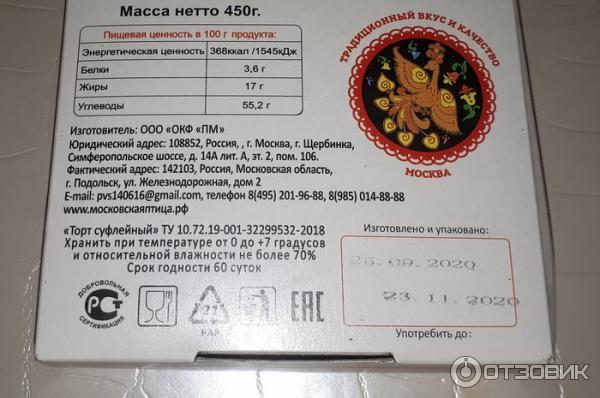 Масса нетто 450г.
Пищевая ценность в 100 г продукта:
Энергетическая ценность 368ккал /1545кДж
Белки 3,6 г
Жиры 17 г
Углеводы 55,2 г
ТРАДИЦИОННЫЙ ВКУС И КАЧЕСТВО
МОСКВА
Изготовитель: ООО «ОКФ «ПМ»
Юридический адрес: 108852, Россия, , г. Москва, г. Щербинка,
Симферопольское шоссе, д. 14А лит. А, эт. 2, пом. 106.
Фактический адрес: 142103, Россия, Московская область,
г. Подольск, ул. Железнодорожная, дом 2
E-mail: pvs140616@gmail.com, телефон 8(495) 201-96-88, 8(985) 014-88-88
www.московскаяптица.рф
«Торт суфлейный» ТУ 10.72.19-001-32299532-2018
Хранить при температуре от 0 до +7 градусов
и относительной влажности не более 70%
Срок годности 60 суток
Изготовлено и упаковано:
25.09.2020
23.11.2020
Употребить до:
ДОБРОВОЛЬНАЯ
РСТ
СЕРТИФИКАЦИЯ
21
PAP
EAC
ОТЗОВИК